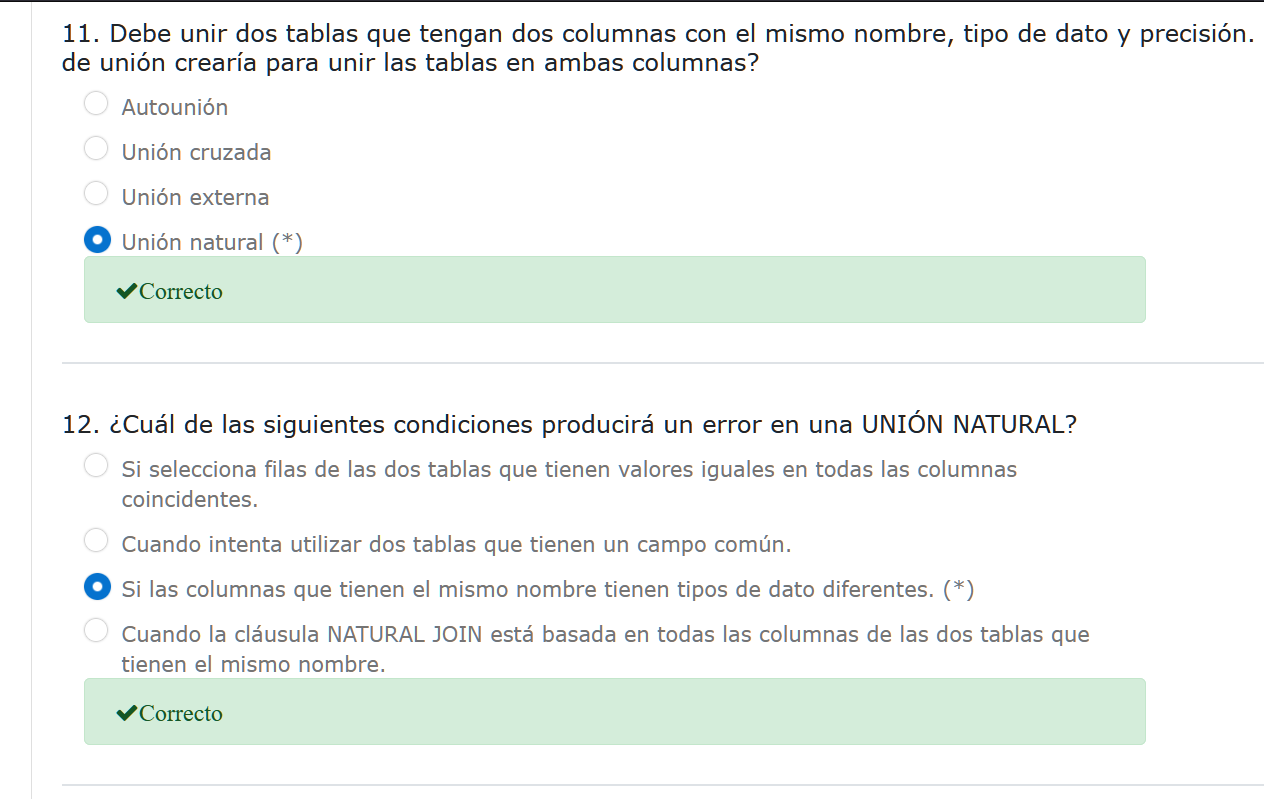 11. Debe unir dos tablas que tengan dos columnas con el mismo nombre, tipo de dato y precisión.
de unión crearía para unir las tablas en ambas columnas?
Autounión
Unión cruzada
Unión externa
Unión natural (*)
✔Correcto
12. ¿Cuál de las siguientes condiciones producirá un error en una UNIÓN NATURAL?
Si selecciona filas de las dos tablas que tienen valores iguales en todas las columnas
coincidentes.
Cuando intenta utilizar dos tablas que tienen un campo común.
Si las columnas que tienen el mismo nombre tienen tipos de dato diferentes. (*)
Cuando la cláusula NATURAL JOIN está basada en todas las columnas de las dos tablas que
tienen el mismo nombre.
✔Correcto